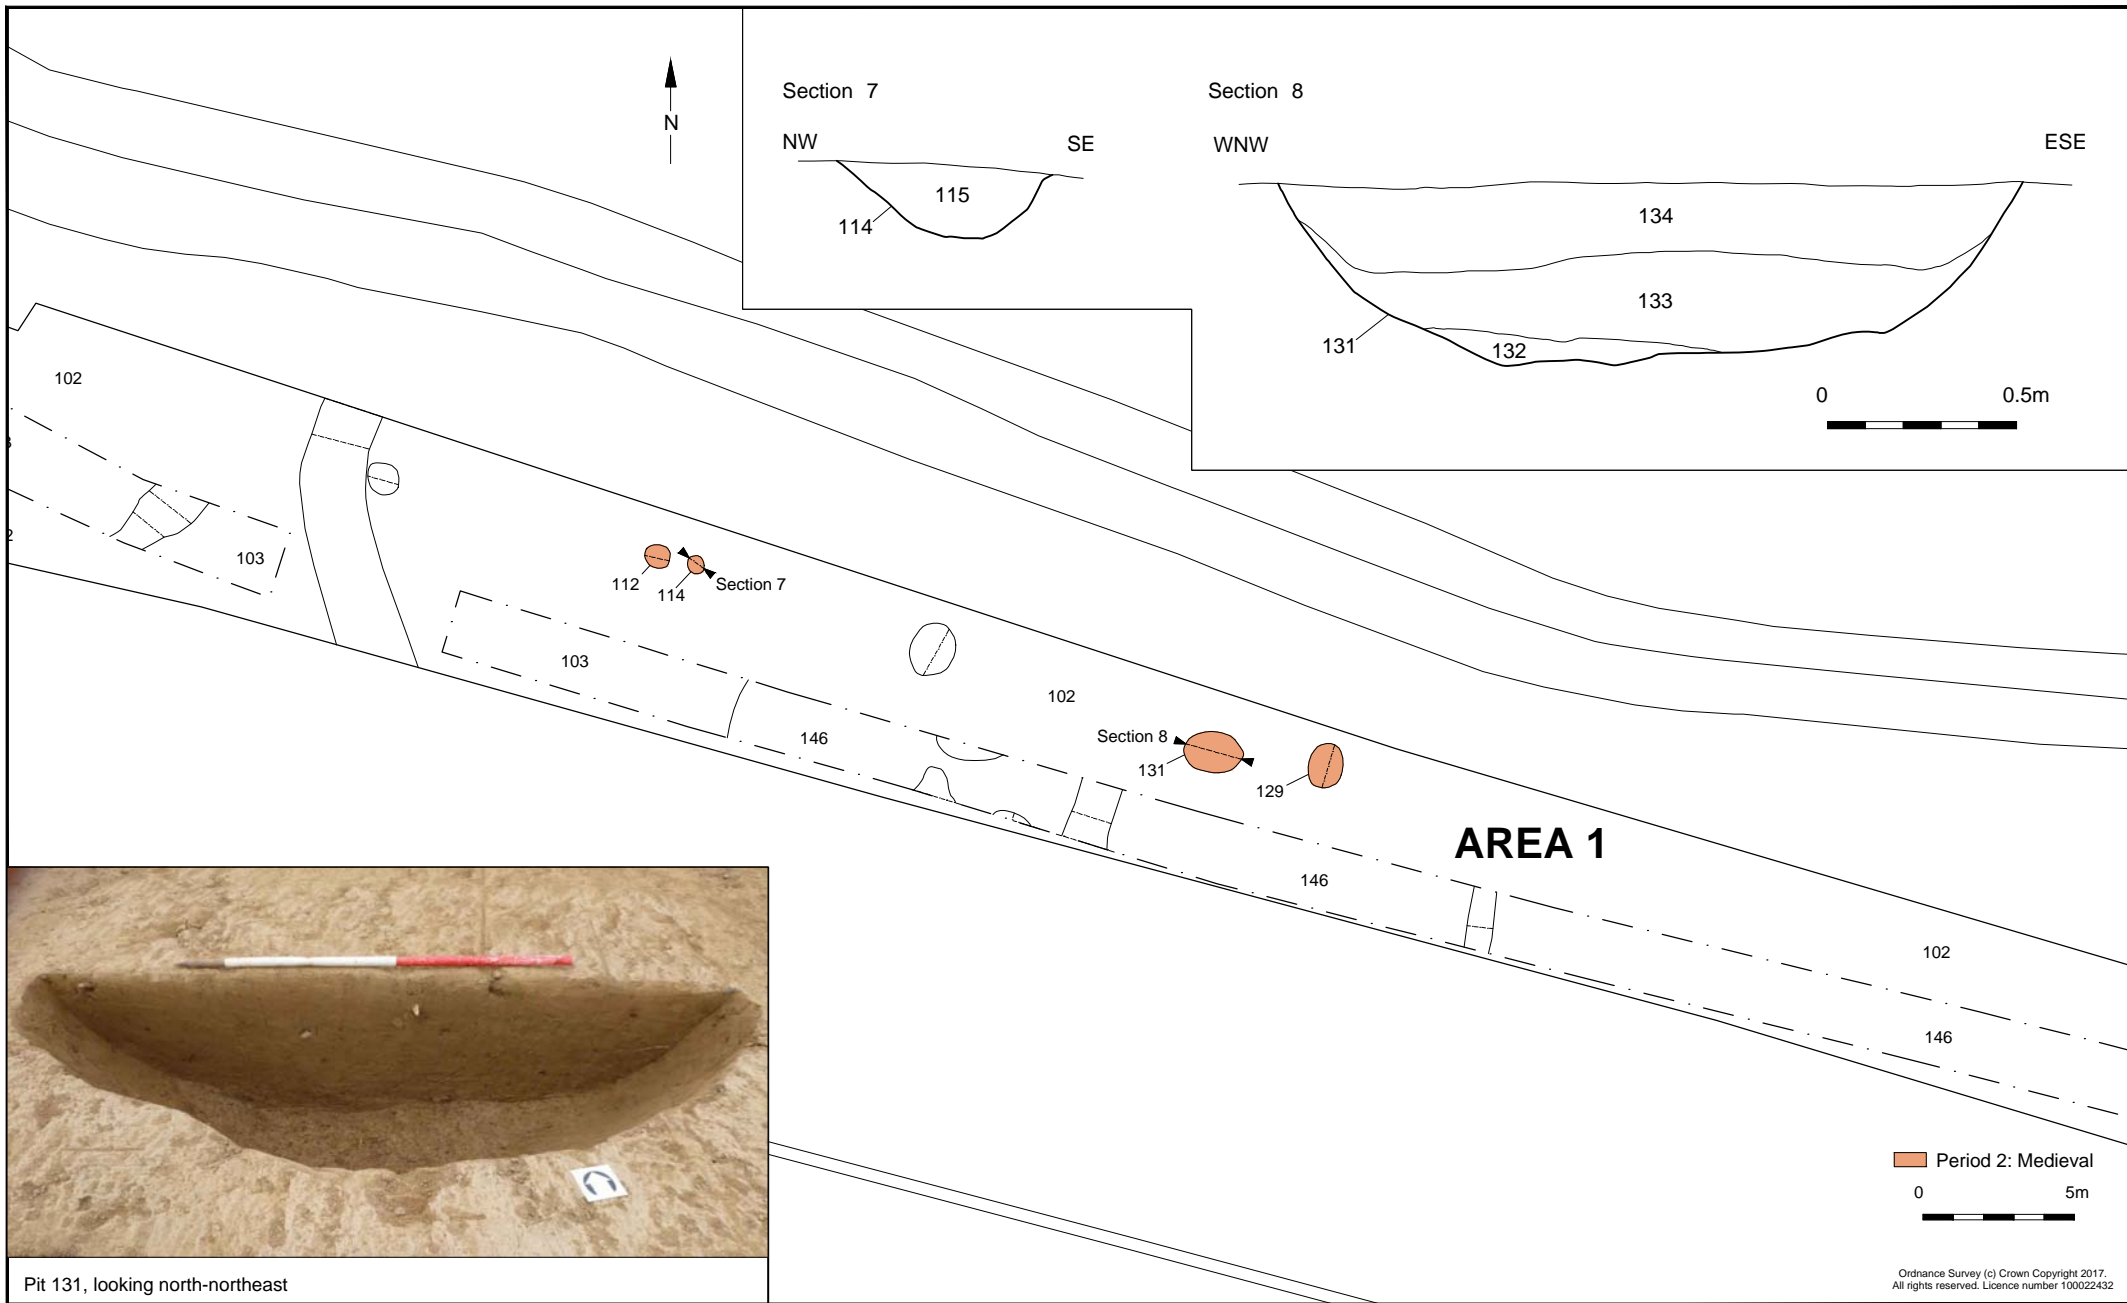 Section 7
Section 8
NW
SE
WNW
ESE
N
115
114
134
133
131
132
0 0.5m
102
103
112
114
Section 7
103
102
146
Section 8
131
129
AREA 1
146
102
146
Period 2: Medieval
0 5m
Pit 131, looking north-northeast
Ordnance Survey (c) Crown Copyright 2017.
All rights reserved. Licence number 100022432